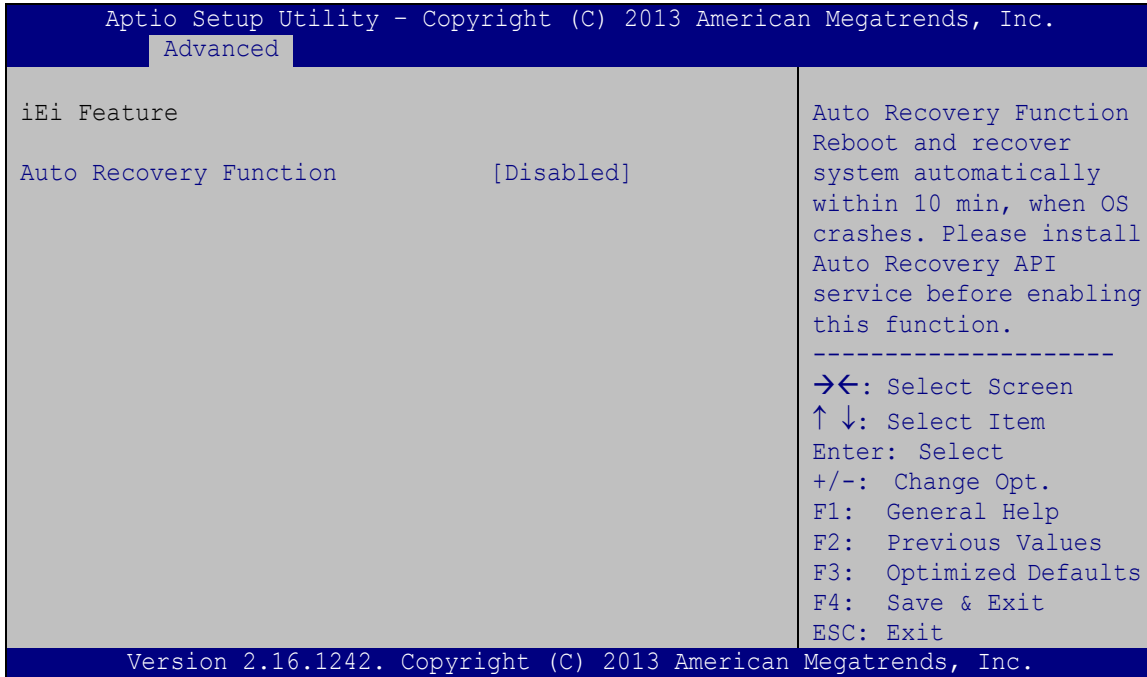 Aptio Setup Utility – Copyright (C) 2013 American Megatrends, Inc.
Advanced
iEi Feature
Auto Recovery Function [Disabled]
Auto Recovery Function
Reboot and recover
system automatically
within 10 min, when OS
crashes. Please install
Auto Recovery API
service before enabling
this function.
---------------------
→←: Select Screen
↑ ↓: Select Item
Enter: Select
+/-: Change Opt.
F1: General Help
F2: Previous Values
F3: Optimized Defaults
F4: Save & Exit
ESC: Exit
Version 2.16.1242. Copyright (C) 2013 American Megatrends, Inc.